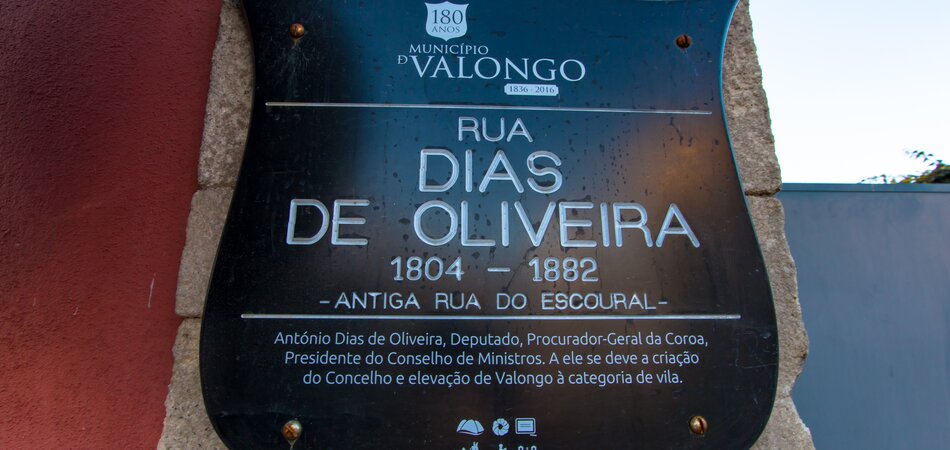 180
ANOS
MUNICÍPIO
D VALONGO
1836 - 2016
RUA
DIAS
DE OLIVEIRA
1804 - 1882
- ANTIGA RUA DO ESCOURAL -
António Dias de Oliveira, Deputado, Procurador-Geral da Coroa,
Presidente do Conselho de Ministros. A ele se deve a criação
do Concelho e elevação de Valongo à categoria de vila.